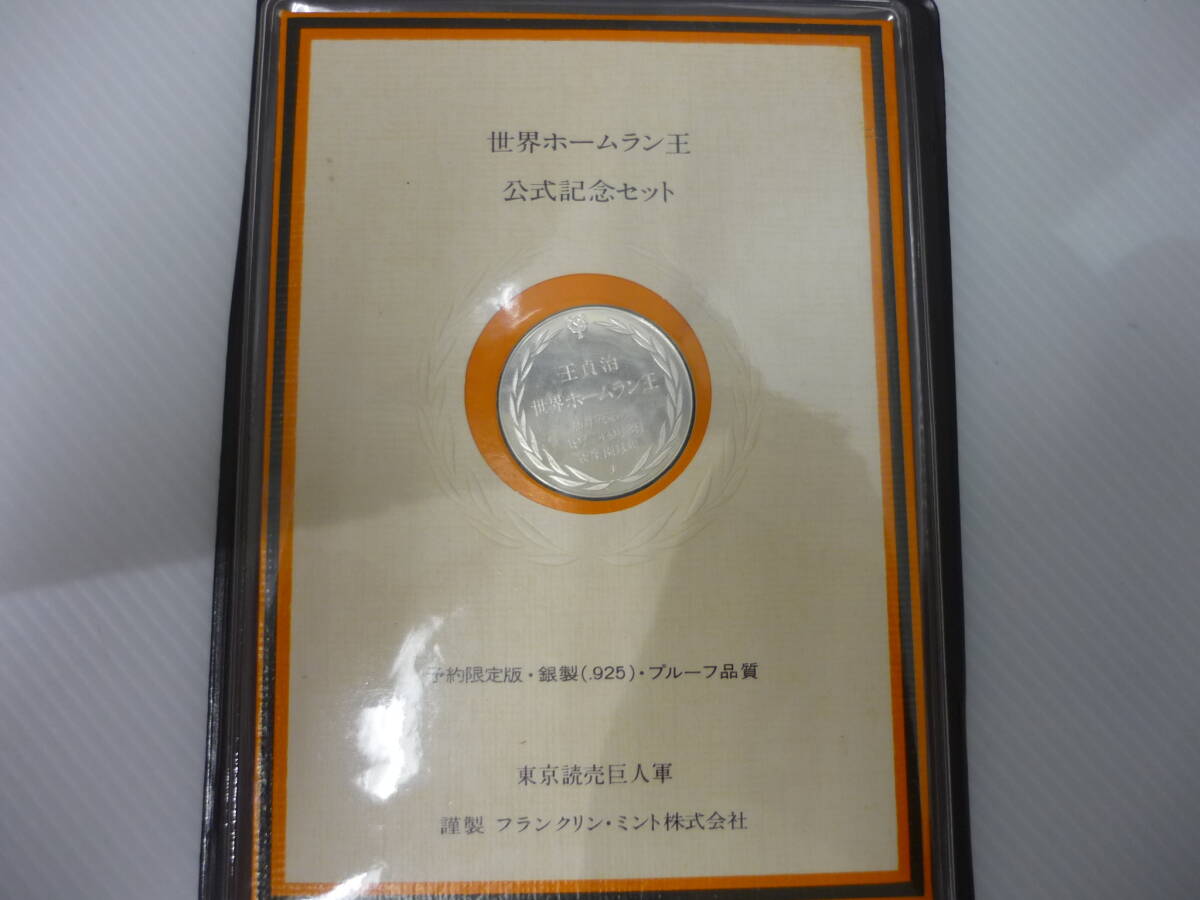 世界ホームラン王
公式記念セット
王貞治
世界ホームラン王
予約限定版・銀製(.925)・プルーフ品質
東京読売巨人軍
謹製 フランクリン・ミント株式会社